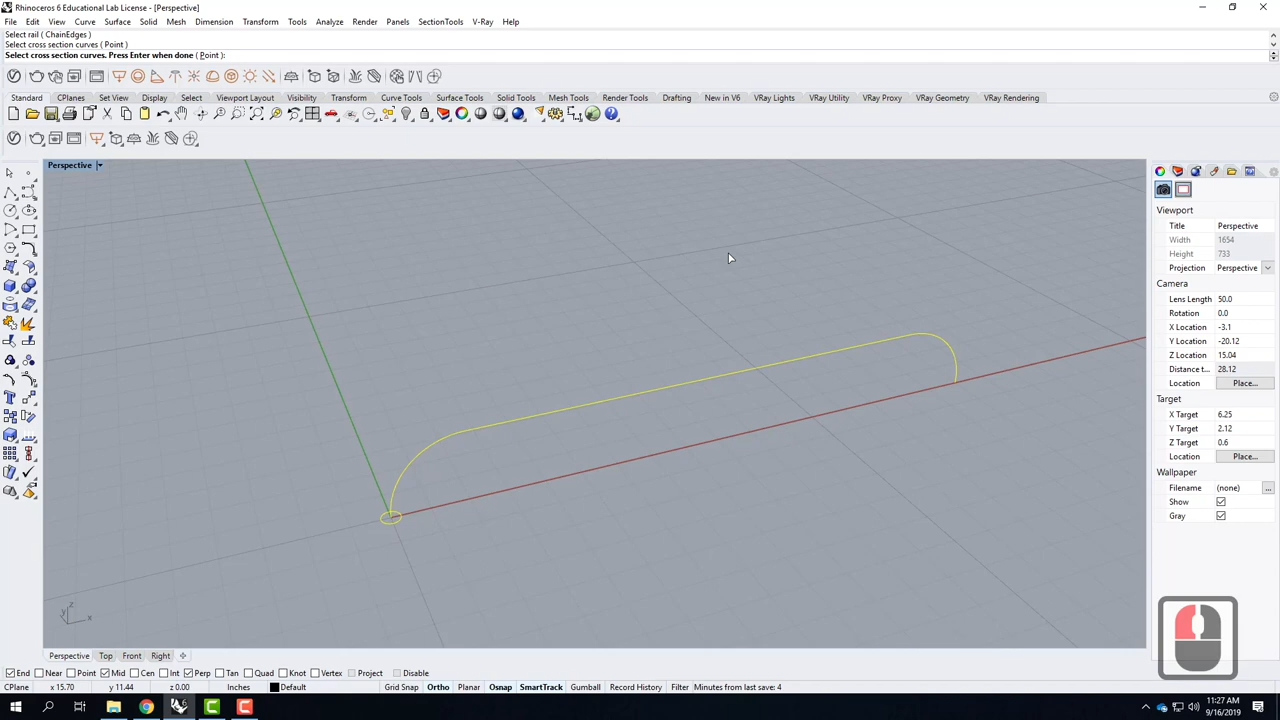 Rhinoceros 6 Educational Lab License - [Perspective]
File Edit View Curve Surface Solid Mesh Dimension Transform Tools Analyze Render Panels SectionTools V-Ray Help
Select rail ( ChainEdges )
Select cross section curves ( Point )
Select cross section curves. Press Enter when done ( Point ):
Standard CPlanes Set View Display Select Viewport Layout Visibility Transform Curve Tools Surface Tools Solid Tools Mesh Tools Render Tools Drafting New in V6 VRay Lights VRay Utility VRay Proxy VRay Geometry VRay Rendering
Perspective
Viewport
Title Perspective
Width 1654
Height 733
Projection Perspective
Camera
Lens Length 50.0
Rotation 0.0
X Location -3.1
Y Location -20.12
Z Location 15.04
Distance t... 28.12
Location Place...
Target
X Target 6.25
Y Target 2.12
Z Target 0.6
Location Place...
Wallpaper
Filename (none) ...
Show
Gray
z
y
x
Perspective Top Front Right
End Near Point Mid Cen Int Perp Tan Quad Knot Vertex Project Disable
CPlane x 15.70 y 11.44 z 0.00 Inches Default Grid Snap Ortho Planar Osnap SmartTrack Gumball Record History Filter Minutes from last save: 4
11:27 AM
9/16/2019